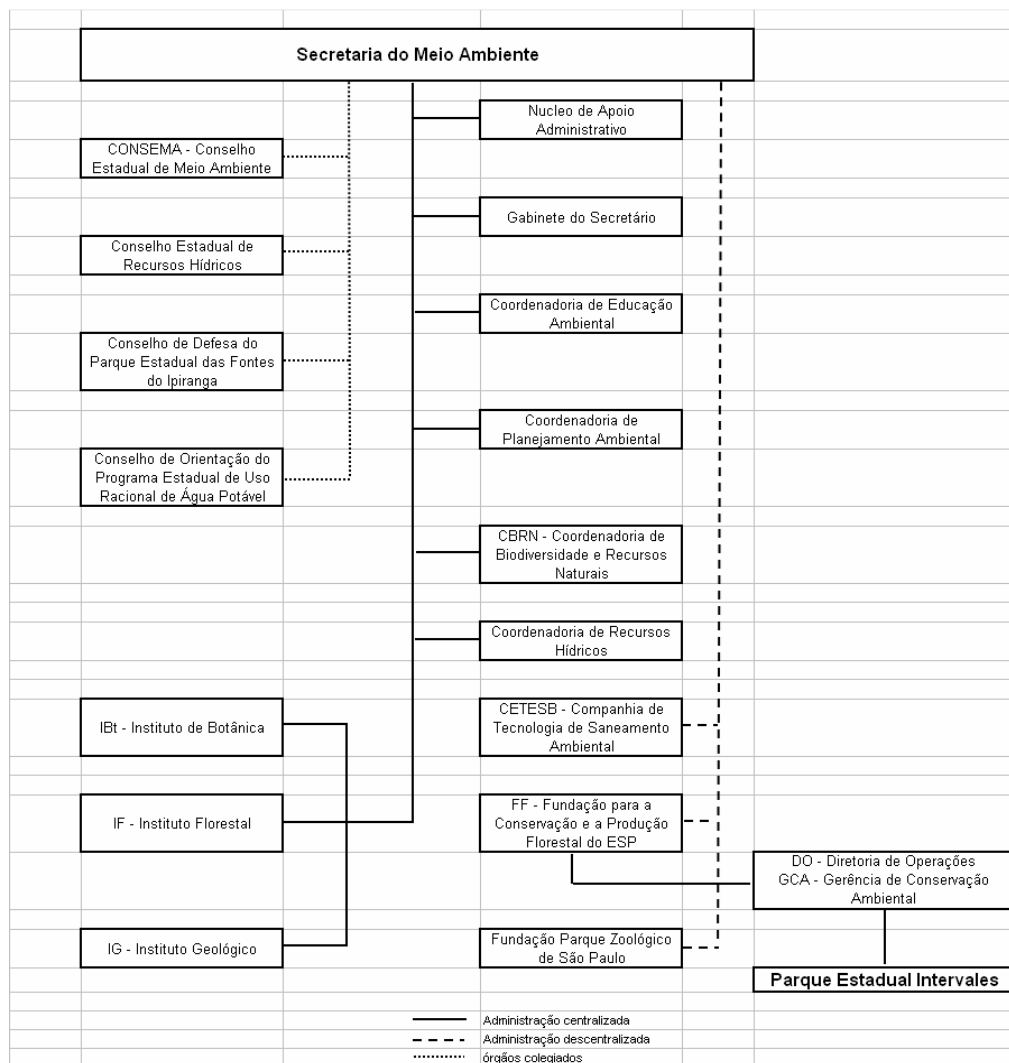 Secretaria do Meio Ambiente
Nucleo de Apoio
Administrativo
CONSEMA - Conselho
Estadual de Meio Ambiente
Gabinete do Secretário
Conselho Estadual de
Recursos Hídricos
Coordenadoria de Educação
Ambiental
Conselho de Defesa do
Parque Estadual das Fontes
do Ipiranga
Coordenadoria de
Planejamento Ambiental
Conselho de Orientação do
Programa Estadual de Uso
Racional de Água Potável
CBRN - Coordenadoria de
Biodiversidade e Recursos
Naturais
Coordenadoria de Recursos
Hídricos
IBt - Instituto de Botânica
CETESB - Companhia de
Tecnologia de Saneamento
Ambiental
IF - Instituto Florestal
FF - Fundação para a
Conservação e a Produção
Florestal do ESP
DO - Diretoria de Operações
GCA - Gerência de Conservação
Ambiental
IG - Instituto Geológico
Fundação Parque Zoológico
de São Paulo
Parque Estadual Intervales
Administração centralizada
Administração descentralizada
órgãos colegiados